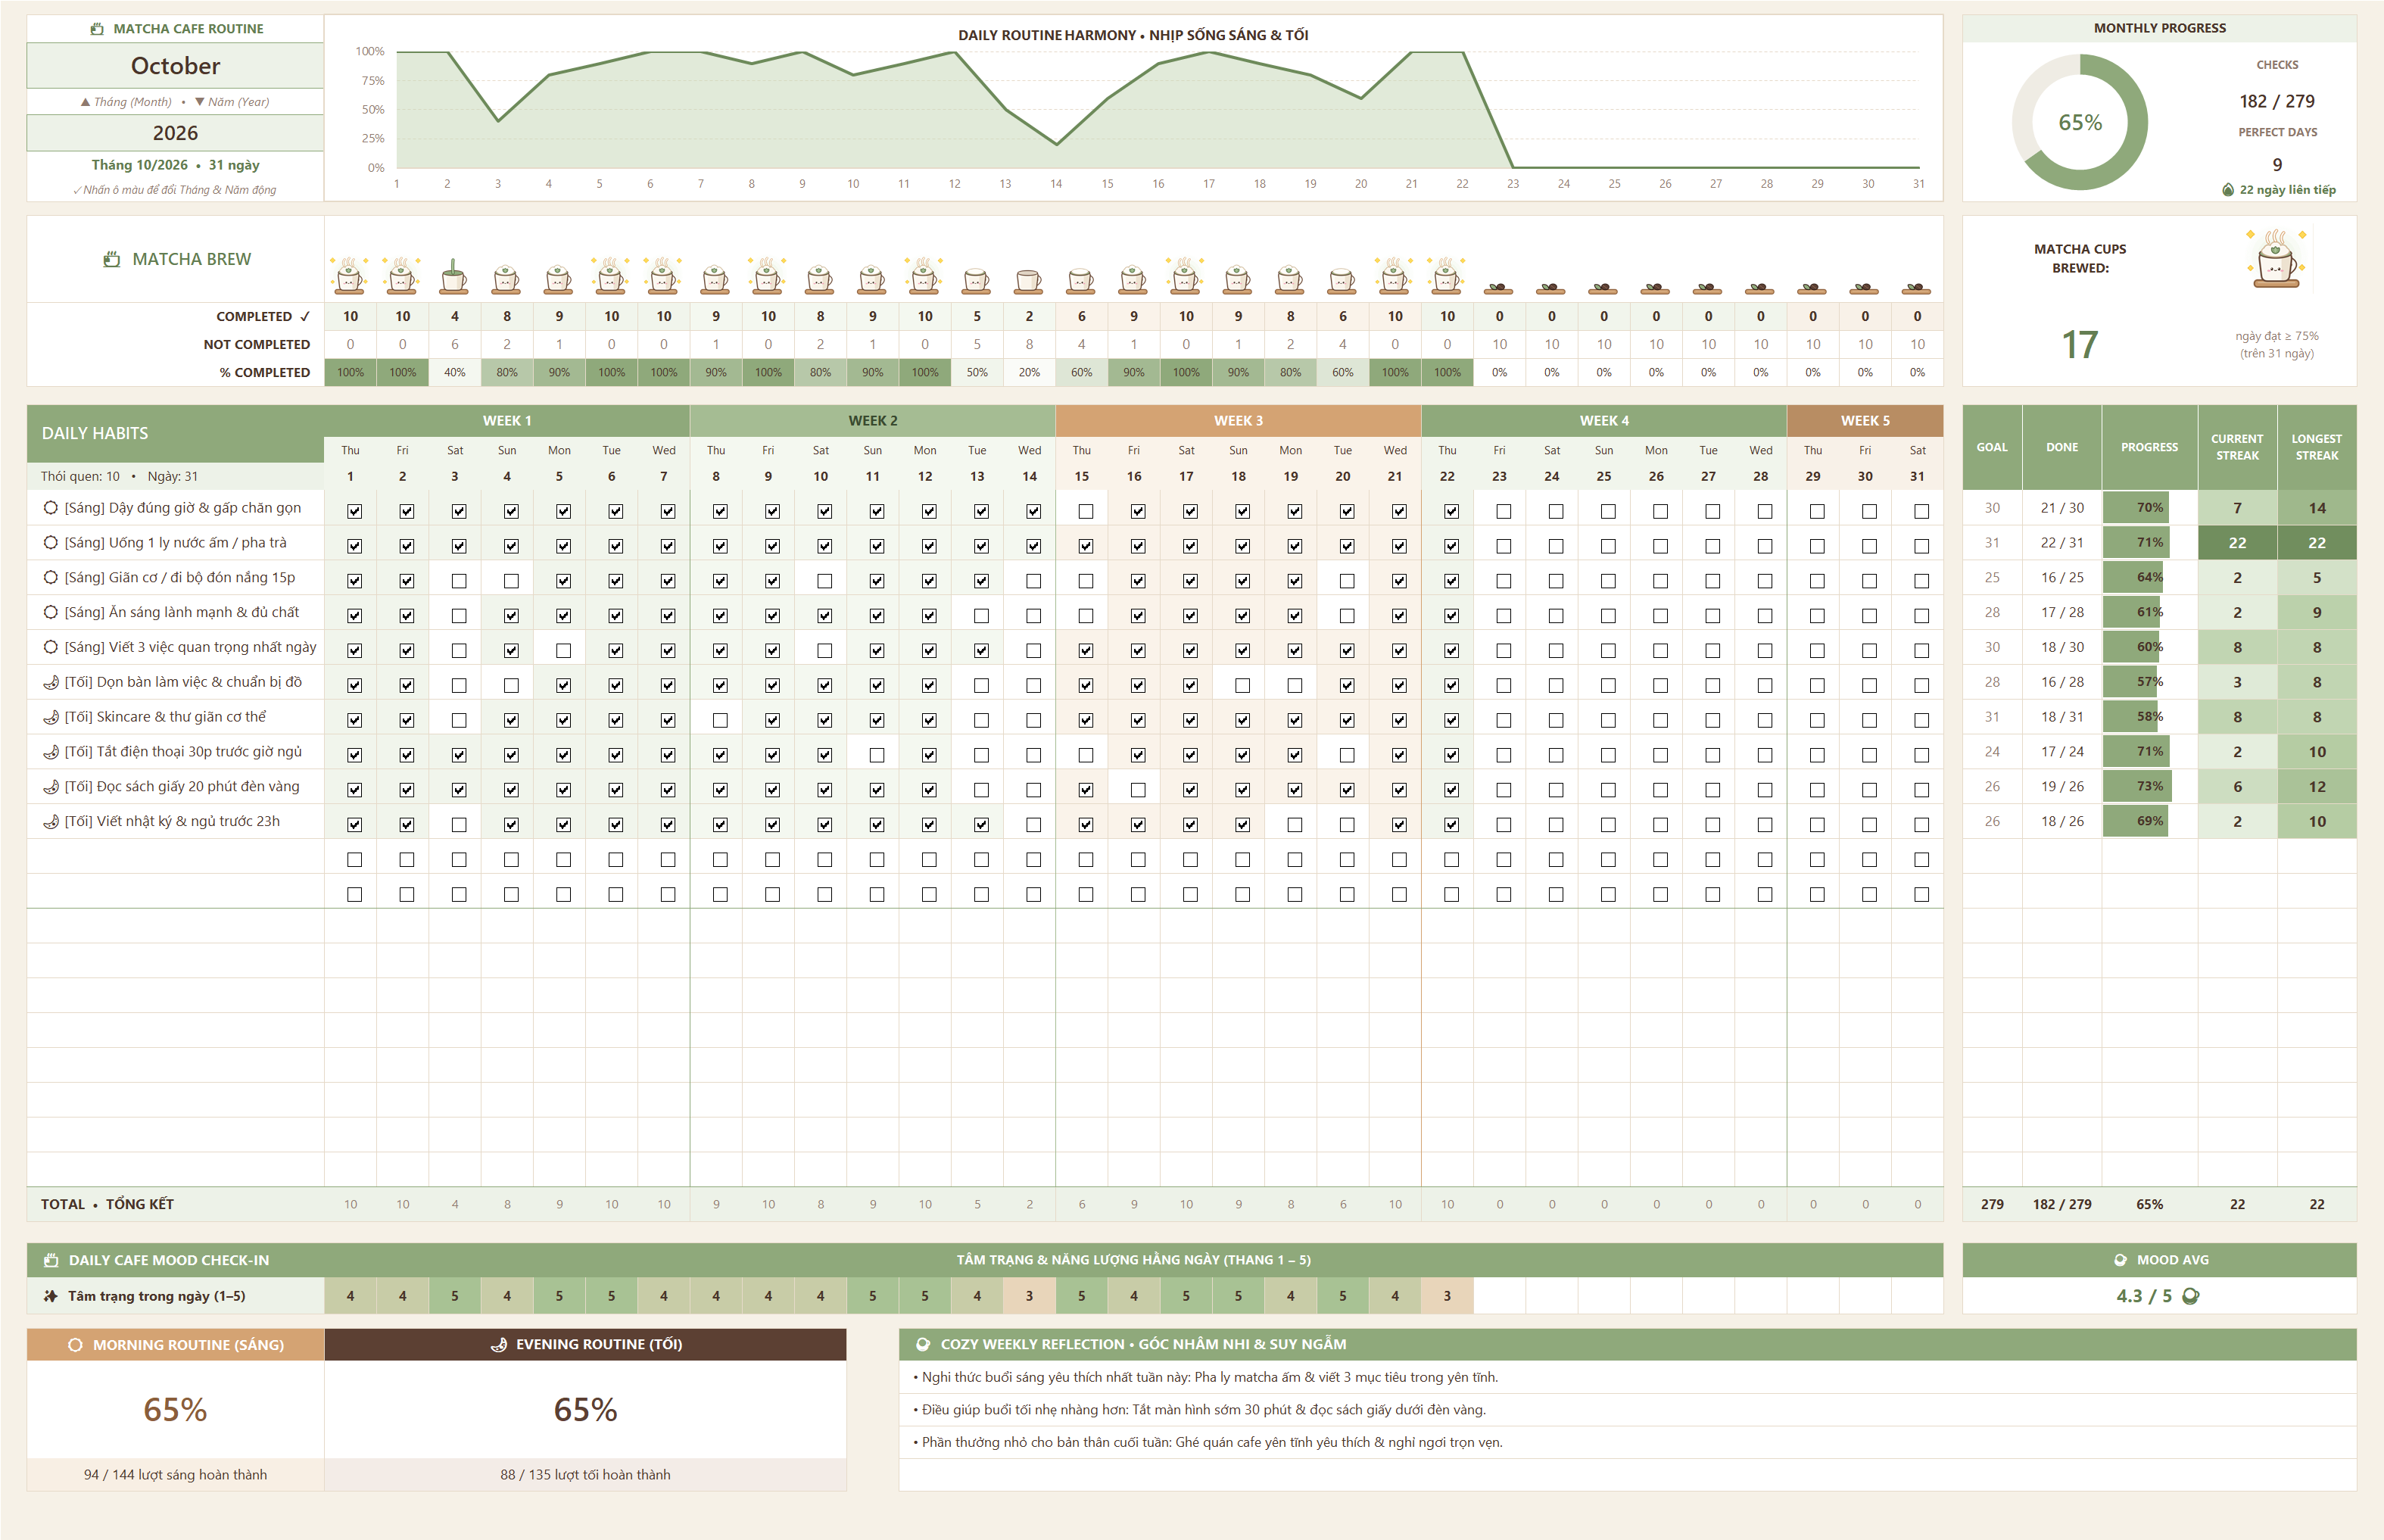 MATCHA CAFE ROUTINE
October
▲ Tháng (Month) • ▼ Năm (Year)
2026
Tháng 10/2026 • 31 ngày
✓ Nhấn ô màu để đổi Tháng & Năm động
DAILY ROUTINE HARMONY • NHỊP SỐNG SÁNG & TỐI
100%
75%
50%
25%
0%
1 2 3 4 5 6 7 8 9 10 11 12 13 14 15 16 17 18 19 20 21 22 23 24 25 26 27 28 29 30 31
MONTHLY PROGRESS
65%
CHECKS
182 / 279
PERFECT DAYS
9
22 ngày liên tiếp
MATCHA BREW
COMPLETED ✓ 10 10 4 8 9 10 10 9 10 8 9 10 5 2 6 9 10 9 8 6 10 10 0 0 0 0 0 0 0 0 0
NOT COMPLETED 0 0 6 2 1 0 0 1 0 2 1 0 5 8 4 1 0 1 2 4 0 0 10 10 10 10 10 10 10 10 10
% COMPLETED 100% 100% 40% 80% 90% 100% 100% 90% 100% 80% 90% 100% 50% 20% 60% 90% 100% 90% 80% 60% 100% 100% 0% 0% 0% 0% 0% 0% 0% 0% 0%
MATCHA CUPS
BREWED:
17
ngày đạt ≥ 75%
(trên 31 ngày)
DAILY HABITS
WEEK 1 WEEK 2 WEEK 3 WEEK 4 WEEK 5
Thu Fri Sat Sun Mon Tue Wed Thu Fri Sat Sun Mon Tue Wed Thu Fri Sat Sun Mon Tue Wed Thu Fri Sat Sun Mon Tue Wed Thu Fri Sat
Thói quen: 10 • Ngày: 31 1 2 3 4 5 6 7 8 9 10 11 12 13 14 15 16 17 18 19 20 21 22 23 24 25 26 27 28 29 30 31
GOAL DONE PROGRESS CURRENT STREAK LONGEST STREAK
[Sáng] Dậy đúng giờ & gấp chăn gọn 30 21 / 30 70% 7 14
[Sáng] Uống 1 ly nước ấm / pha trà 31 22 / 31 71% 22 22
[Sáng] Giãn cơ / đi bộ đón nắng 15p 25 16 / 25 64% 2 5
[Sáng] Ăn sáng lành mạnh & đủ chất 28 17 / 28 61% 2 9
[Sáng] Viết 3 việc quan trọng nhất ngày 30 18 / 30 60% 8 8
[Tối] Dọn bàn làm việc & chuẩn bị đồ 28 16 / 28 57% 3 8
[Tối] Skincare & thư giãn cơ thể 31 18 / 31 58% 8 8
[Tối] Tắt điện thoại 30p trước giờ ngủ 24 17 / 24 71% 2 10
[Tối] Đọc sách giấy 20 phút đèn vàng 26 19 / 26 73% 6 12
[Tối] Viết nhật ký & ngủ trước 23h 26 18 / 26 69% 2 10
TOTAL • TỔNG KẾT 10 10 4 8 9 10 10 9 10 8 9 10 5 2 6 9 10 9 8 6 10 10 0 0 0 0 0 0 0 0 0 279 182 / 279 65% 22 22
DAILY CAFE MOOD CHECK-IN
TÂM TRẠNG & NĂNG LƯỢNG HẰNG NGÀY (THANG 1 – 5)
MOOD AVG
Tâm trạng trong ngày (1–5) 4 4 5 4 5 5 4 4 4 4 5 5 4 3 5 4 5 5 4 5 4 3
4.3 / 5
MORNING ROUTINE (SÁNG)
65%
94 / 144 lượt sáng hoàn thành
EVENING ROUTINE (TỐI)
65%
88 / 135 lượt tối hoàn thành
COZY WEEKLY REFLECTION • GÓC NHÂM NHI & SUY NGẪM
• Nghi thức buổi sáng yêu thích nhất tuần này: Pha ly matcha ấm & viết 3 mục tiêu trong yên tĩnh.
• Điều giúp buổi tối nhẹ nhàng hơn: Tắt màn hình sớm 30 phút & đọc sách giấy dưới đèn vàng.
• Phần thưởng nhỏ cho bản thân cuối tuần: Ghé quán cafe yên tĩnh yêu thích & nghỉ ngơi trọn vẹn.